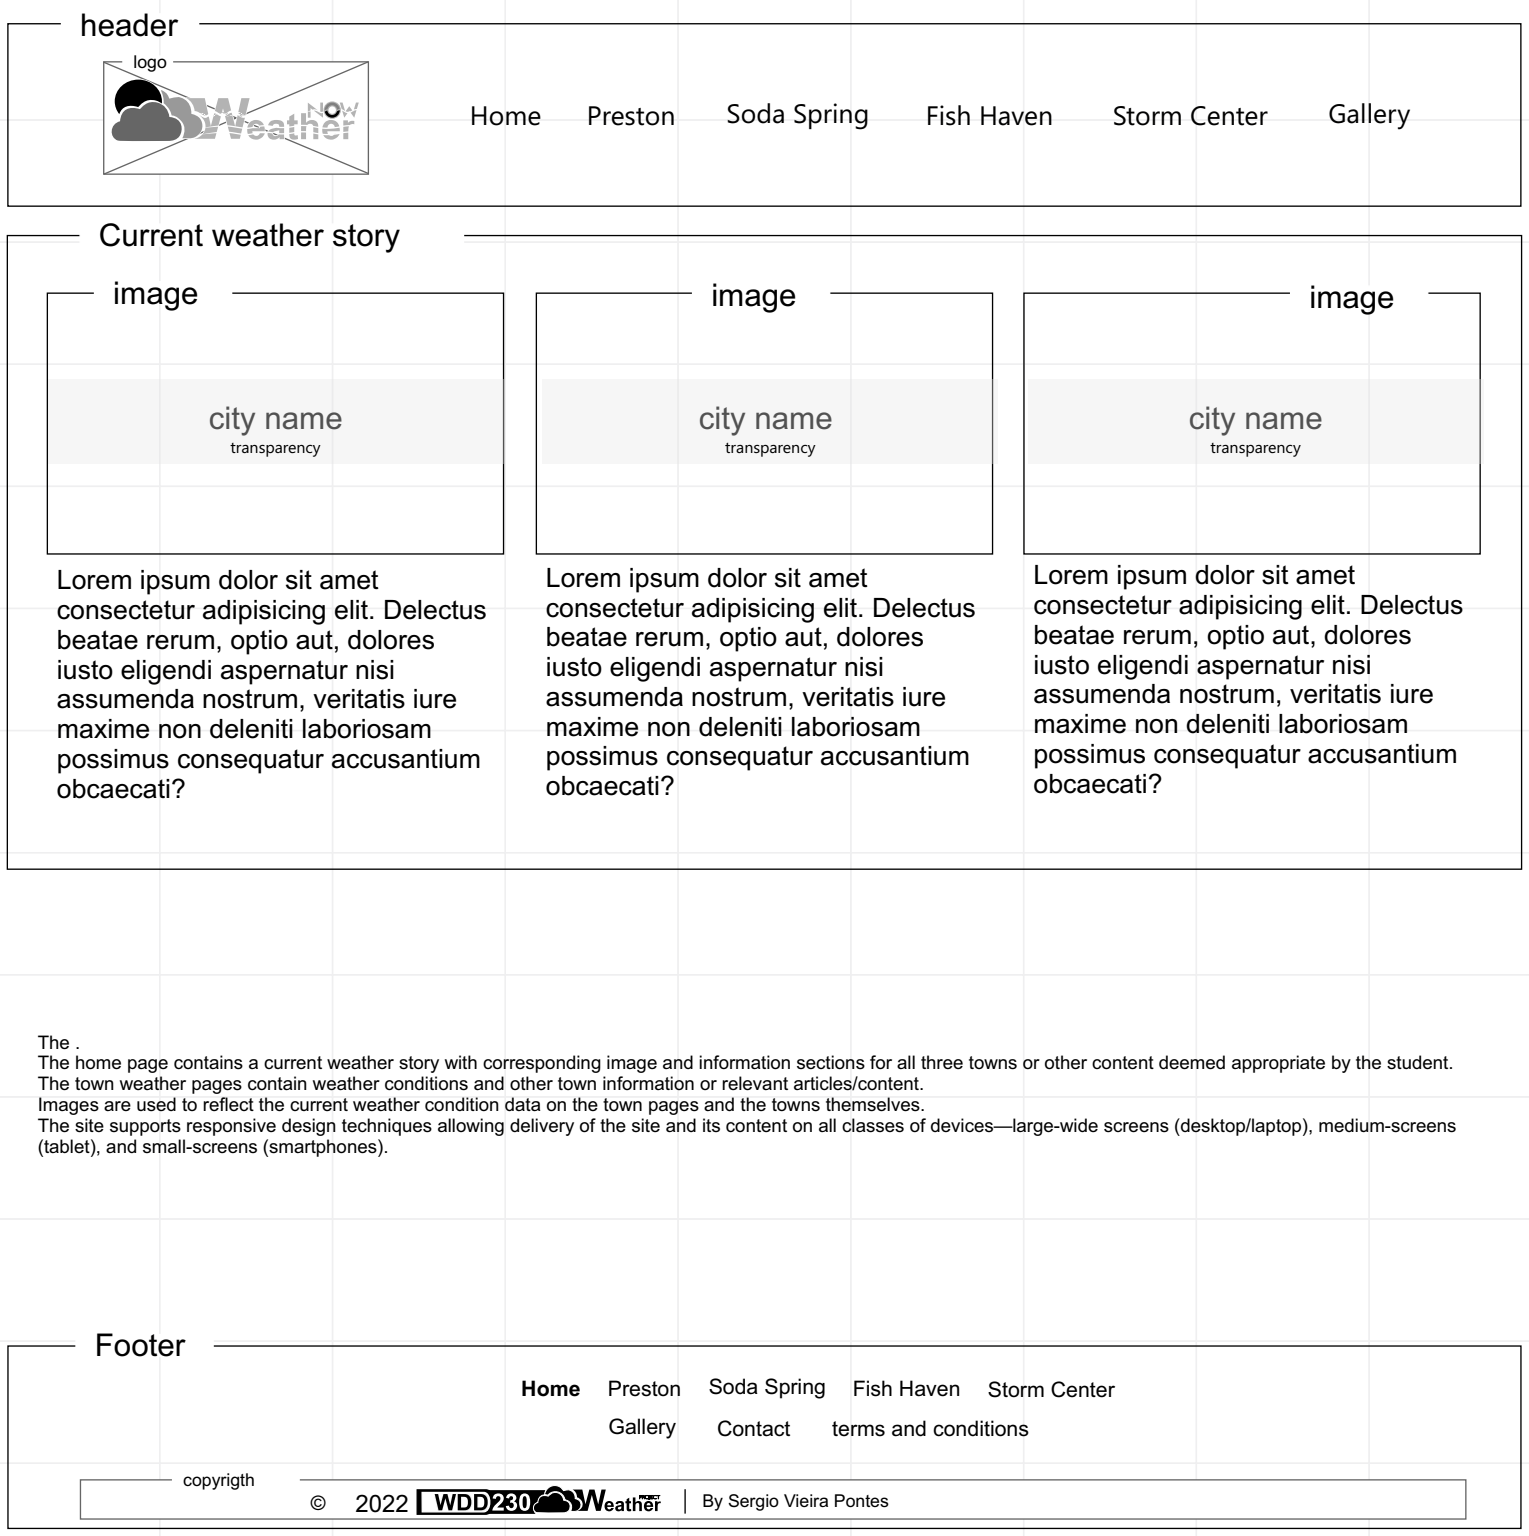 header
logo
Weather NOW
Home Preston Soda Spring Fish Haven Storm Center Gallery
Current weather story
image image image
city name city name city name
transparency transparency transparency
Lorem ipsum dolor sit amet
consectetur adipisicing elit. Delectus
beatae rerum, optio aut, dolores
iusto eligendi aspernatur nisi
assumenda nostrum, veritatis iure
maxime non deleniti laboriosam
possimus consequatur accusantium
obcaecati?
Lorem ipsum dolor sit amet
consectetur adipisicing elit. Delectus
beatae rerum, optio aut, dolores
iusto eligendi aspernatur nisi
assumenda nostrum, veritatis iure
maxime non deleniti laboriosam
possimus consequatur accusantium
obcaecati?
Lorem ipsum dolor sit amet
consectetur adipisicing elit. Delectus
beatae rerum, optio aut, dolores
iusto eligendi aspernatur nisi
assumenda nostrum, veritatis iure
maxime non deleniti laboriosam
possimus consequatur accusantium
obcaecati?
The .
The home page contains a current weather story with corresponding image and information sections for all three towns or other content deemed appropriate by the student.
The town weather pages contain weather conditions and other town information or relevant articles/content.
Images are used to reflect the current weather condition data on the town pages and the towns themselves.
The site supports responsive design techniques allowing delivery of the site and its content on all classes of devices—large-wide screens (desktop/laptop), medium-screens
(tablet), and small-screens (smartphones).
Footer
Home Preston Soda Spring Fish Haven Storm Center
Gallery Contact terms and conditions
copyrigth
© 2022 WDD230 Weather PROJECT | By Sergio Vieira Pontes